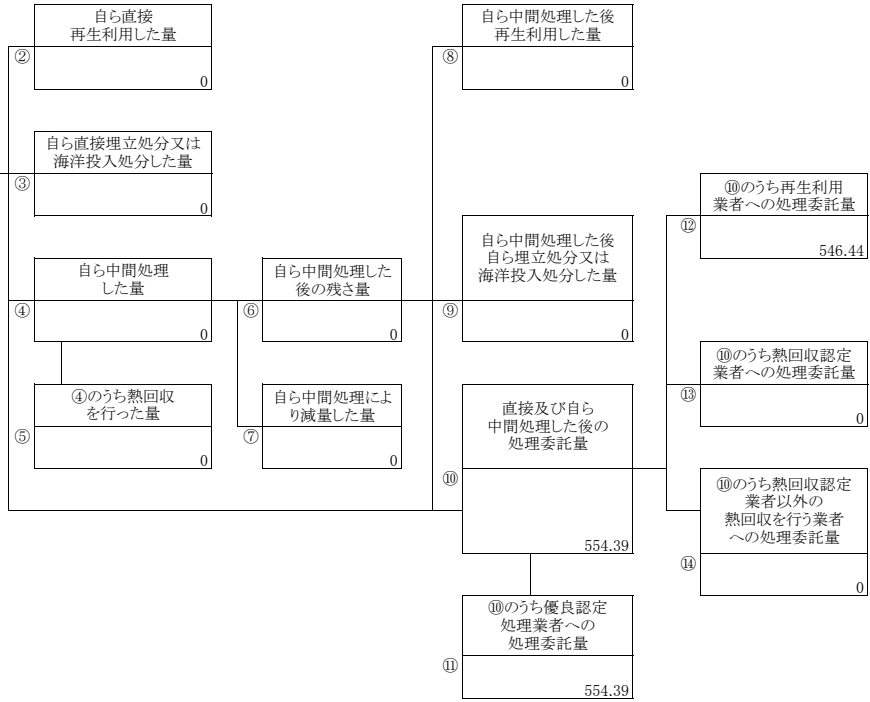 自ら直接
再生利用した量
②
0
自ら直接埋立処分又は
海洋投入処分した量
③
0
自ら中間処理
した量
④
0
④のうち熱回収
を行った量
⑤
0
自ら中間処理した
後の残さ量
⑥
0
自ら中間処理によ
り減量した量
⑦
0
自ら中間処理した後
再生利用した量
⑧
0
自ら中間処理した後
自ら埋立処分又は
海洋投入処分した量
⑨
0
直接及び自ら
中間処理した後の
処理委託量
⑩
554.39
⑩のうち優良認定
処理業者への
処理委託量
⑪
554.39
⑩のうち再生利用
業者への処理委託量
⑫
546.44
⑩のうち熱回収認定
業者への処理委託量
⑬
0
⑩のうち熱回収認定
業者以外の
熱回収を行う業者
への処理委託量
⑭
0